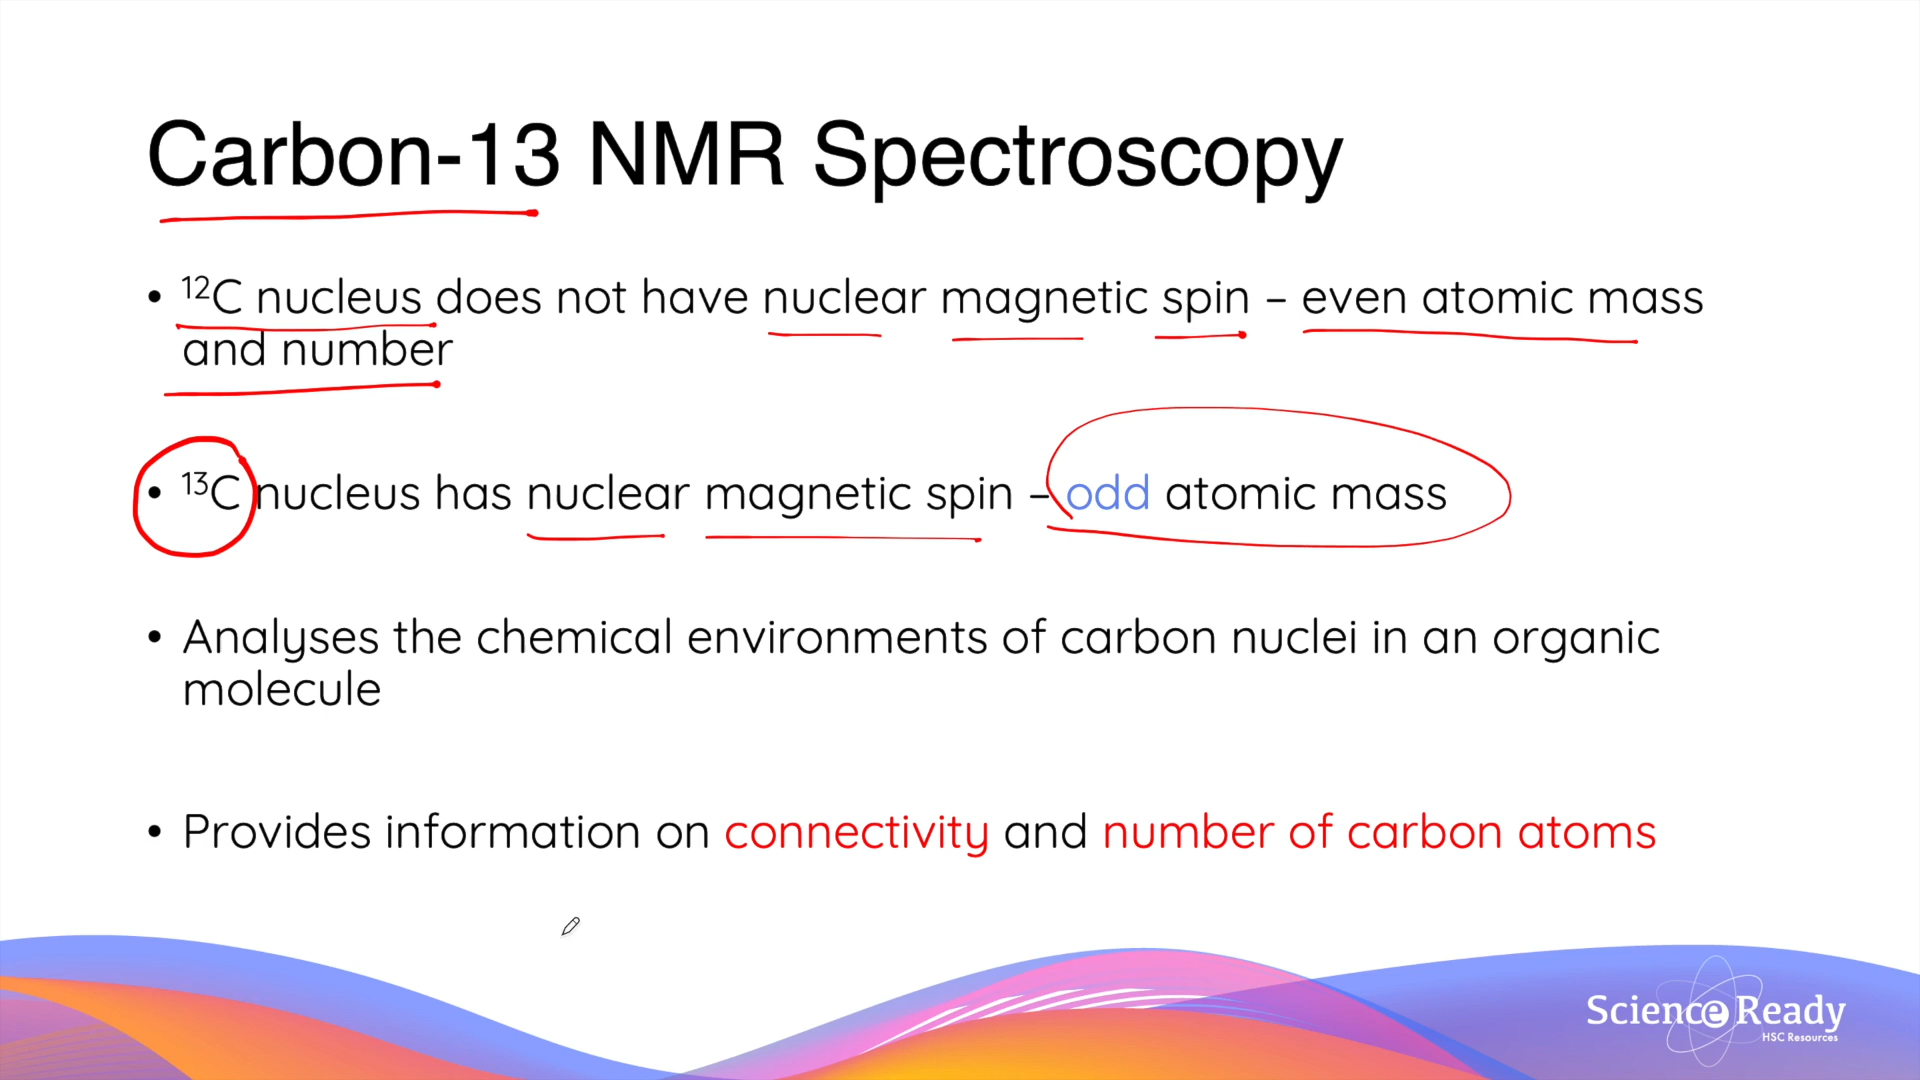 Carbon-13 NMR Spectroscopy
• ¹²C nucleus does not have nuclear magnetic spin – even atomic mass
and number
• ¹³C nucleus has nuclear magnetic spin – odd atomic mass
• Analyses the chemical environments of carbon nuclei in an organic
molecule
• Provides information on connectivity and number of carbon atoms
Science Ready
HSC Resources